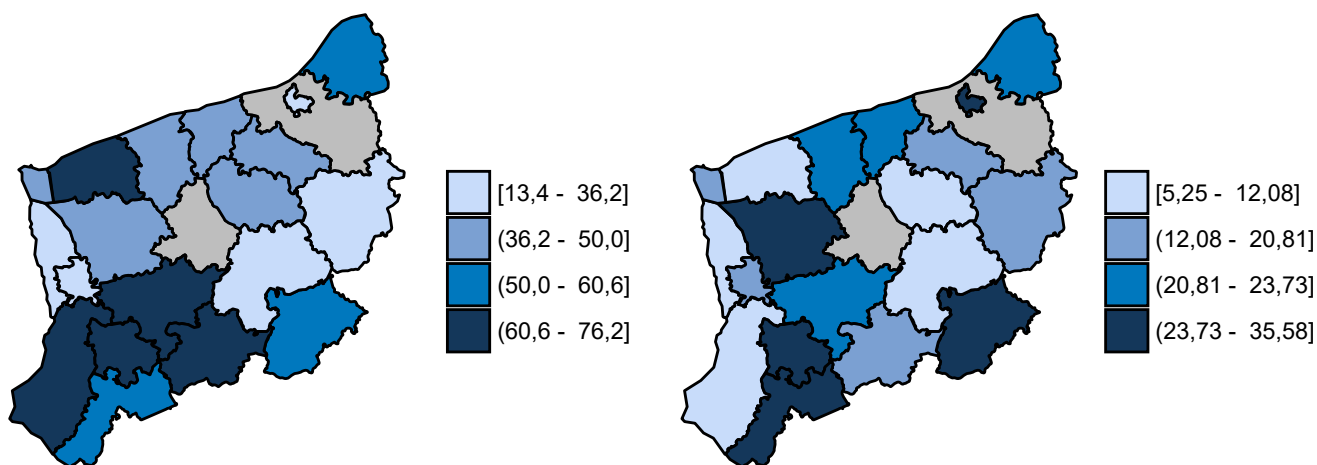 [13,4 - 36,2]
(36,2 - 50,0]
(50,0 - 60,6]
(60,6 - 76,2]
[5,25 - 12,08]
(12,08 - 20,81]
(20,81 - 23,73]
(23,73 - 35,58]